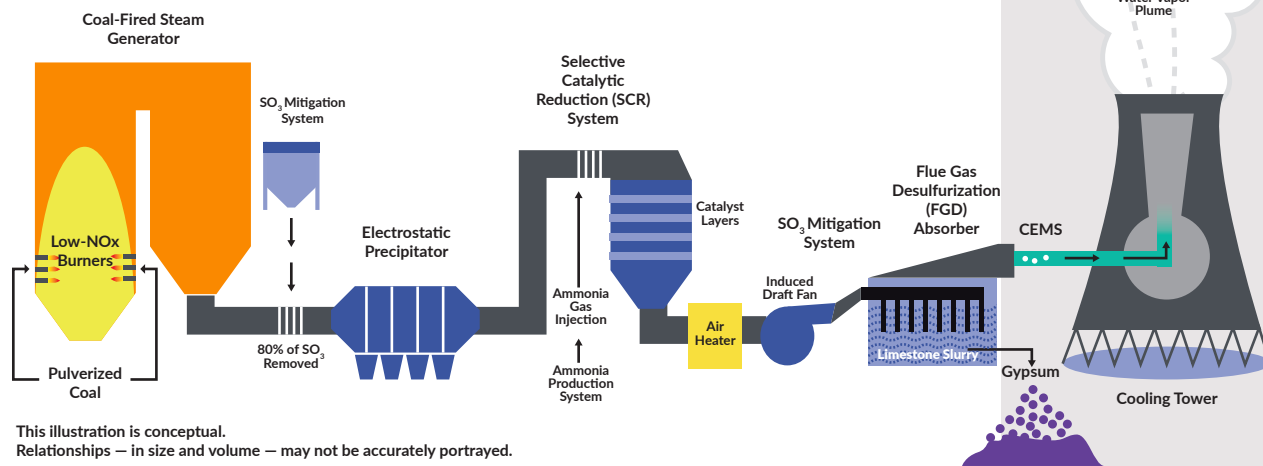 Coal-Fired Steam
Generator
Low-NOx
Burners
Pulverized
Coal
SO3 Mitigation
System
80% of SO3
Removed
Electrostatic
Precipitator
Selective
Catalytic
Reduction (SCR)
System
Catalyst
Layers
Ammonia
Gas
Injection
Ammonia
Production
System
Air
Heater
Induced
Draft Fan
SO3 Mitigation
System
Flue Gas
Desulfurization
(FGD)
Absorber
Limestone Slurry
Gypsum
CEMS
Water Vapor
Plume
Cooling Tower
This illustration is conceptual.
Relationships — in size and volume — may not be accurately portrayed.